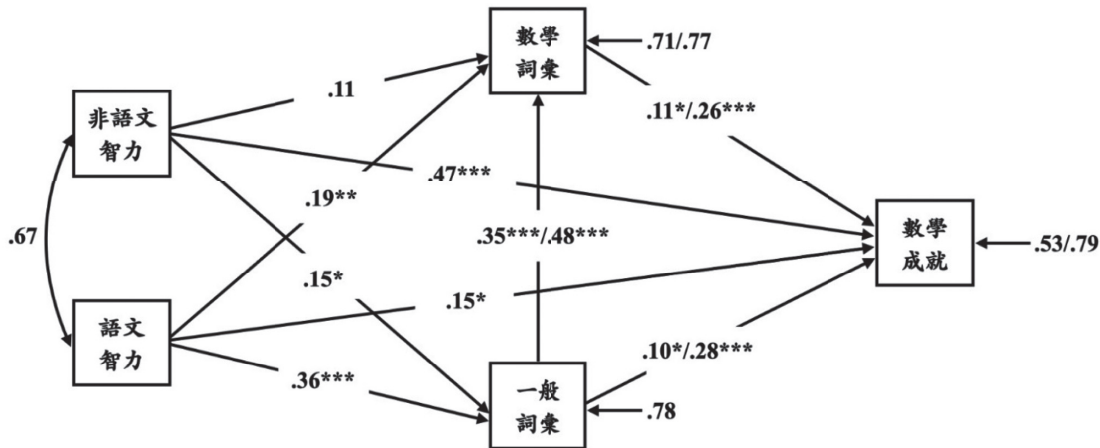 數學
詞彙
.71/.77
.11
.11*/.26***
非語文
智力
.47***
.19**
.67
.35***/.48***
數學
成就
.53/.79
.15*
.15*
語文
智力
.10*/.28***
.36***
一般
詞彙
.78